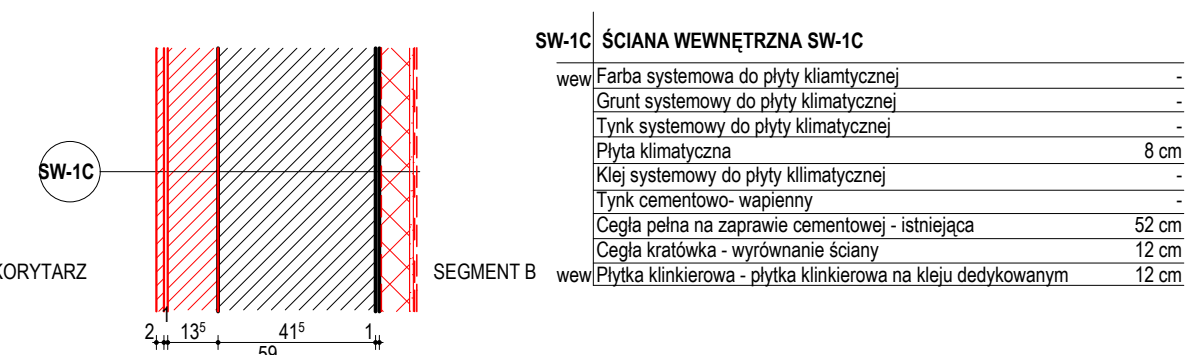 SW-1C ŚCIANA WEWNĘTRZNA SW-1C
wew Farba systemowa do płyty kliamtycznej -
Grunt systemowy do płyty klimatycznej -
Tynk systemowy do płyty klimatycznej -
Płyta klimatyczna 8 cm
Klej systemowy do płyty kllimatycznej -
Tynk cementowo- wapienny -
Cegła pełna na zaprawie cementowej - istniejąca 52 cm
Cegła kratówka - wyrównanie ściany 12 cm
wew Płytka klinkierowa - płytka klinkierowa na kleju dedykowanym 12 cm
SW-1C
KORYTARZ
SEGMENT B
2 13⁵ 41⁵ 1
59